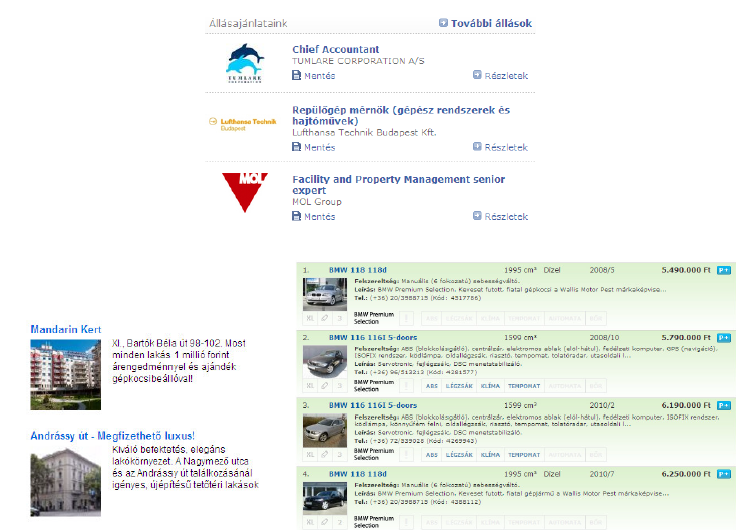 Állásajánlataink
További állások
TUMLARE
CORPORATION
Chief Accountant
TUMLARE CORPORATION A/S
Mentés
Részletek
Lufthansa Technik
Budapest
Repülőgép mérnök (gépész rendszerek és
hajtóművek)
Lufthansa Technik Budapest Kft.
Mentés
Részletek
MOL
Facility and Property Management senior
expert
MOL Group
Mentés
Részletek
Mandarin Kert
XI., Bartók Béla út 98-102. Most
minden lakás 1 millió forint
árengedménnyel és ajándék
gépkocsibeállóval!
Andrássy út - Megfizethető luxus!
Kiváló befektetés, elegáns
lakókörnyezet. A Nagymező utca
és az Andrássy út találkozásánál
igényes, újépítésű tetőtéri lakások
1. BMW 118 118d 1995 cm³ Dízel 2008/5 5.490.000 Ft P+
Felszereltség: Manuális (6 fokozatú) sebességváltó.
Leírás: BMW Premium Selection. Kereset futott, fiatal gépkocsi a Wallis Motor Pest márkaképvise...
Tel.: (+36) 20/3988715 (Kód: 4317786)
XL
BMW Premium
Selection
2. BMW 116 116I 5-doors 1599 cm³ 2008/10 5.790.000 Ft P+
Felszereltség: ABS (blokkolásgátló), centrálzár, elektromos ablak (elöl-hátul), fedélzeti komputer, GPS (navigáció),
ISOFIX rendszer, ködlámpa, oldallégzsák, riasztó, tempomat, tolatóradar, utasoldali l...
Leírás: Servotronic, fejlégzsák, DSC menetstabilizáló.
Tel.: (+36) 96/513213 (Kód: 4281577)
XL
BMW Premium
Selection
ABS LÉGZSÁK KLÍMA TEMPOMAT
3. BMW 116 116I 5-doors 1599 cm³ 2010/2 6.190.000 Ft P+
Felszereltség: ABS (blokkolásgátló), centrálzár, elektromos ablak (elöl-hátul), fedélzeti komputer, ISOFIX rendszer,
ködlámpa, könnyűfém felni, oldallégzsák, riasztó, tempomat, tolatóradar, utasoldali l...
Leírás: Servotronic, fejlégzsák, DSC menetstabilizáló.
Tel.: (+36) 72/539028 (Kód: 4269943)
XL
BMW Premium
Selection
ABS LÉGZSÁK KLÍMA TEMPOMAT
4. BMW 118 118d 1995 cm³ Dízel 2010/7 6.250.000 Ft P+
Felszereltség: Manuális (6 fokozatú) sebességváltó.
Leírás: BMW Premium Selection. Keveset futott, fiatal gépjármű a Wallis Motor Pest márkaképvise...
Tel.: (+36) 20/3988715 (Kód: 4388112)
XL
BMW Premium
Selection